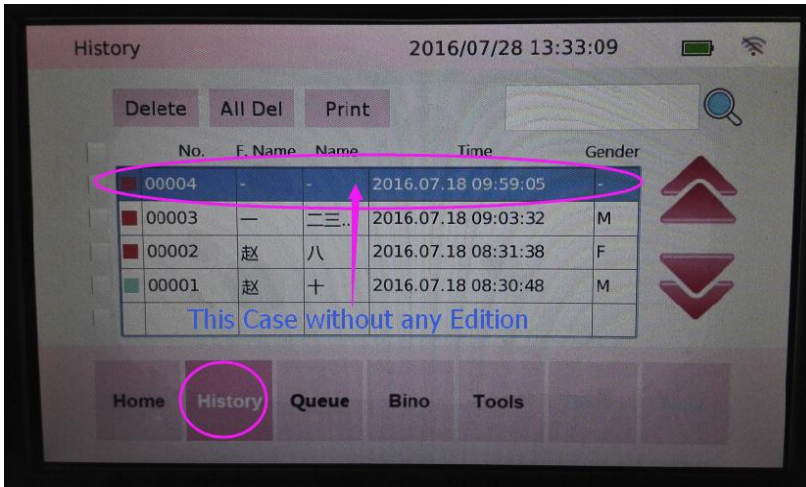 History 2016/07/28 13:33:09
Delete All Del Print
No. F. Name Name Time Gender
00004 - - 2016.07.18 09:59:05 -
00003 一 二三.. 2016.07.18 09:03:32 M
00002 赵 八 2016.07.18 08:31:38 F
00001 赵 十 2016.07.18 08:30:48 M
This Case without any Edition
Home History Queue Bino Tools